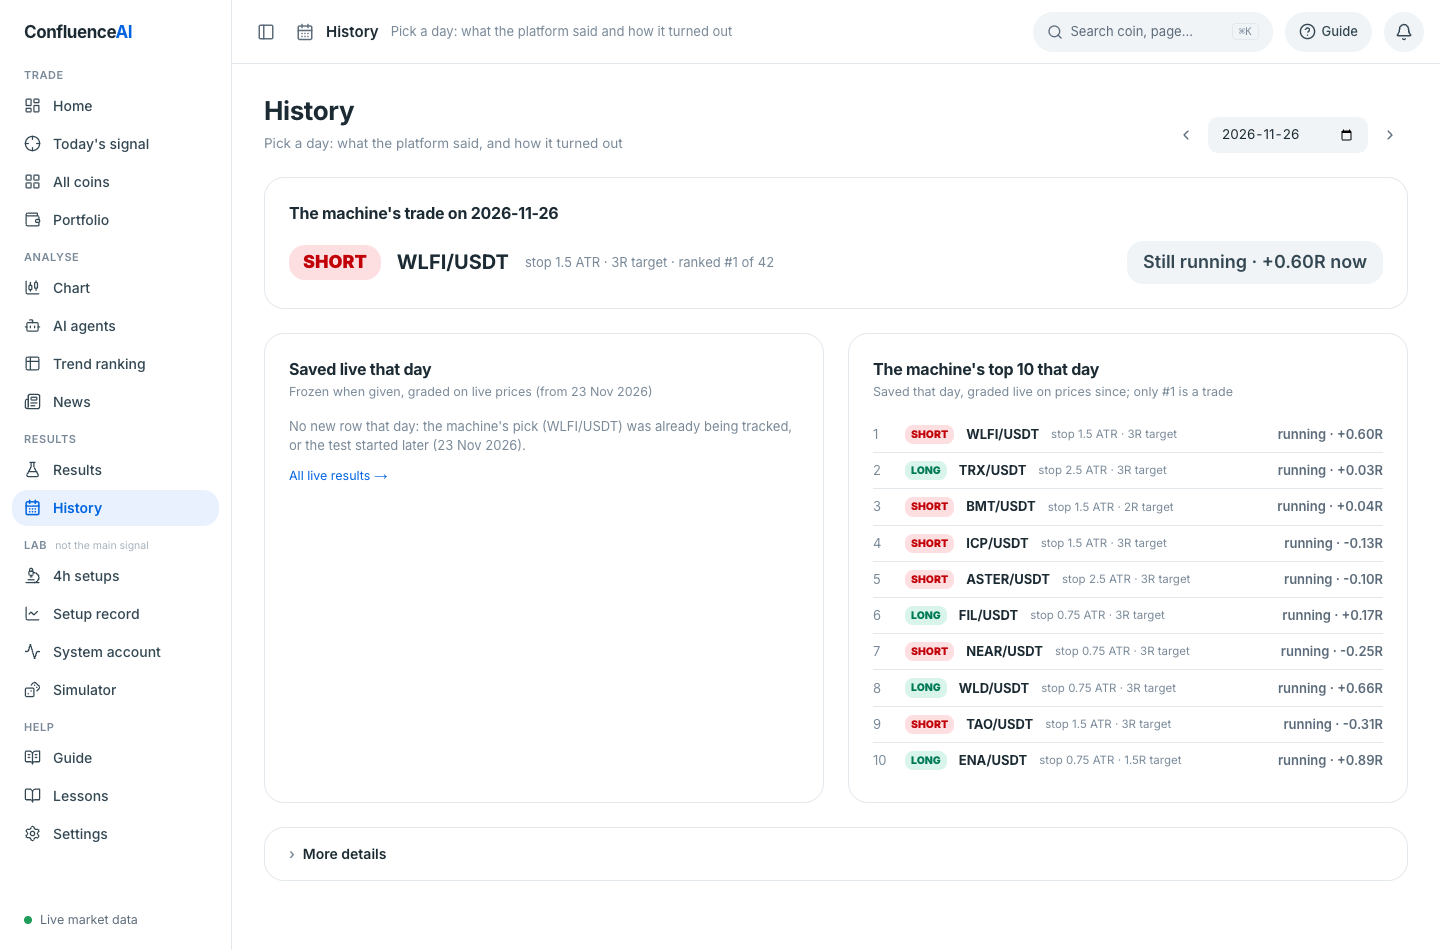 ConfluenceAI
TRADE
Home
Today's signal
All coins
Portfolio
ANALYSE
Chart
AI agents
Trend ranking
News
RESULTS
Results
History
LAB not the main signal
4h setups
Setup record
System account
Simulator
HELP
Guide
Lessons
Settings
Live market data
History Pick a day: what the platform said and how it turned out
Search coin, page... ⌘K
Guide
History
Pick a day: what the platform said, and how it turned out
‹ 2026-11-26 ›
The machine's trade on 2026-11-26
SHORT WLFI/USDT stop 1.5 ATR · 3R target · ranked #1 of 42 Still running · +0.60R now
Saved live that day
Frozen when given, graded on live prices (from 23 Nov 2026)
No new row that day: the machine's pick (WLFI/USDT) was already being tracked,
or the test started later (23 Nov 2026).
All live results →
The machine's top 10 that day
Saved that day, graded live on prices since; only #1 is a trade
1 SHORT WLFI/USDT stop 1.5 ATR · 3R target running · +0.60R
2 LONG TRX/USDT stop 2.5 ATR · 3R target running · +0.03R
3 SHORT BMT/USDT stop 1.5 ATR · 2R target running · +0.04R
4 SHORT ICP/USDT stop 1.5 ATR · 3R target running · -0.13R
5 SHORT ASTER/USDT stop 2.5 ATR · 3R target running · -0.10R
6 LONG FIL/USDT stop 0.75 ATR · 3R target running · +0.17R
7 SHORT NEAR/USDT stop 0.75 ATR · 3R target running · -0.25R
8 LONG WLD/USDT stop 0.75 ATR · 3R target running · +0.66R
9 SHORT TAO/USDT stop 1.5 ATR · 3R target running · -0.31R
10 LONG ENA/USDT stop 0.75 ATR · 1.5R target running · +0.89R
› More details